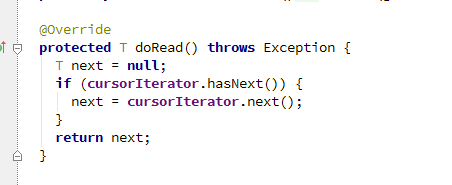 @Override
protected T doRead() throws Exception {
T next = null;
if (cursorIterator.hasNext()) {
next = cursorIterator.next();
}
return next;
}